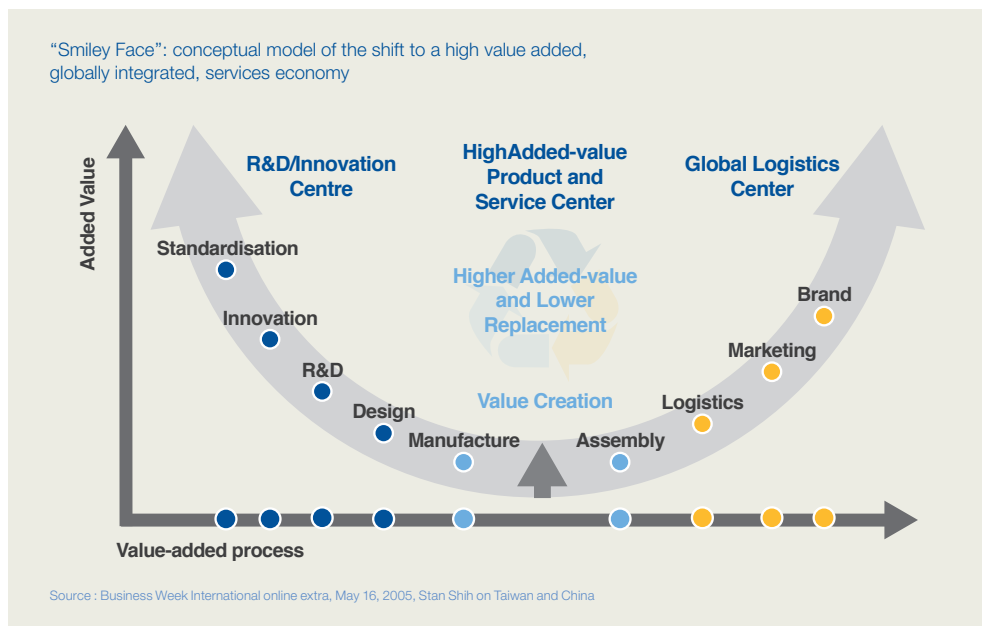 “Smiley Face”: conceptual model of the shift to a high value added,
globally integrated, services economy
Added Value
R&D/Innovation
Centre
HighAdded-value
Product and
Service Center
Global Logistics
Center
Standardisation
Innovation
R&D
Design
Manufacture
Higher Added-value
and Lower
Replacement
Value Creation
Assembly
Logistics
Marketing
Brand
Value-added process
Source : Business Week International online extra, May 16, 2005, Stan Shih on Taiwan and China